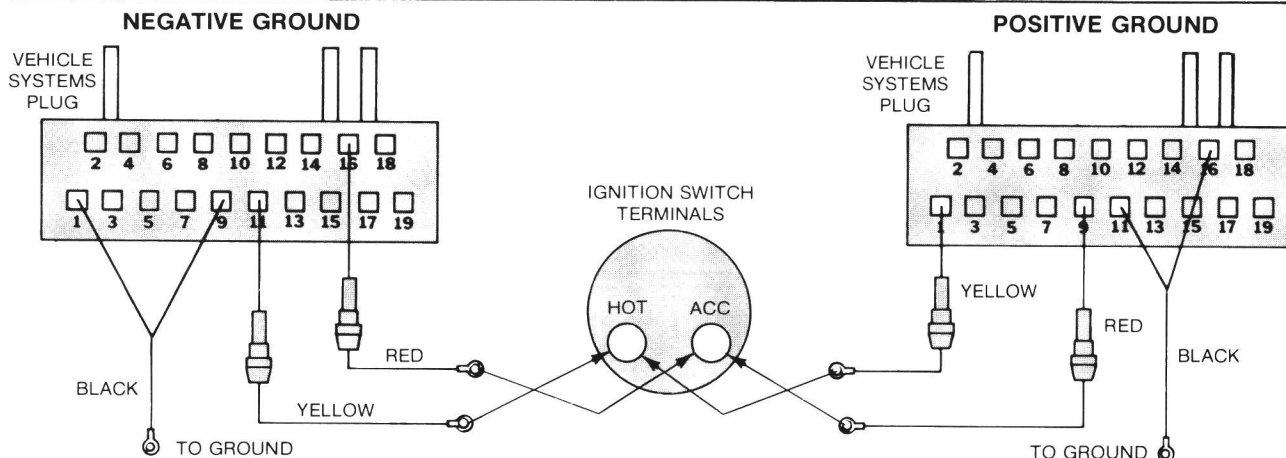 NEGATIVE GROUND
POSITIVE GROUND
VEHICLE
SYSTEMS
PLUG
VEHICLE
SYSTEMS
PLUG
2 4 6 8 10 12 14 16 18
1 3 5 7 9 11 13 15 17 19
2 4 6 8 10 12 14 16 18
1 3 5 7 9 11 13 15 17 19
IGNITION SWITCH
TERMINALS
HOT ACC
RED
YELLOW
BLACK
TO GROUND
YELLOW
RED
BLACK
TO GROUND